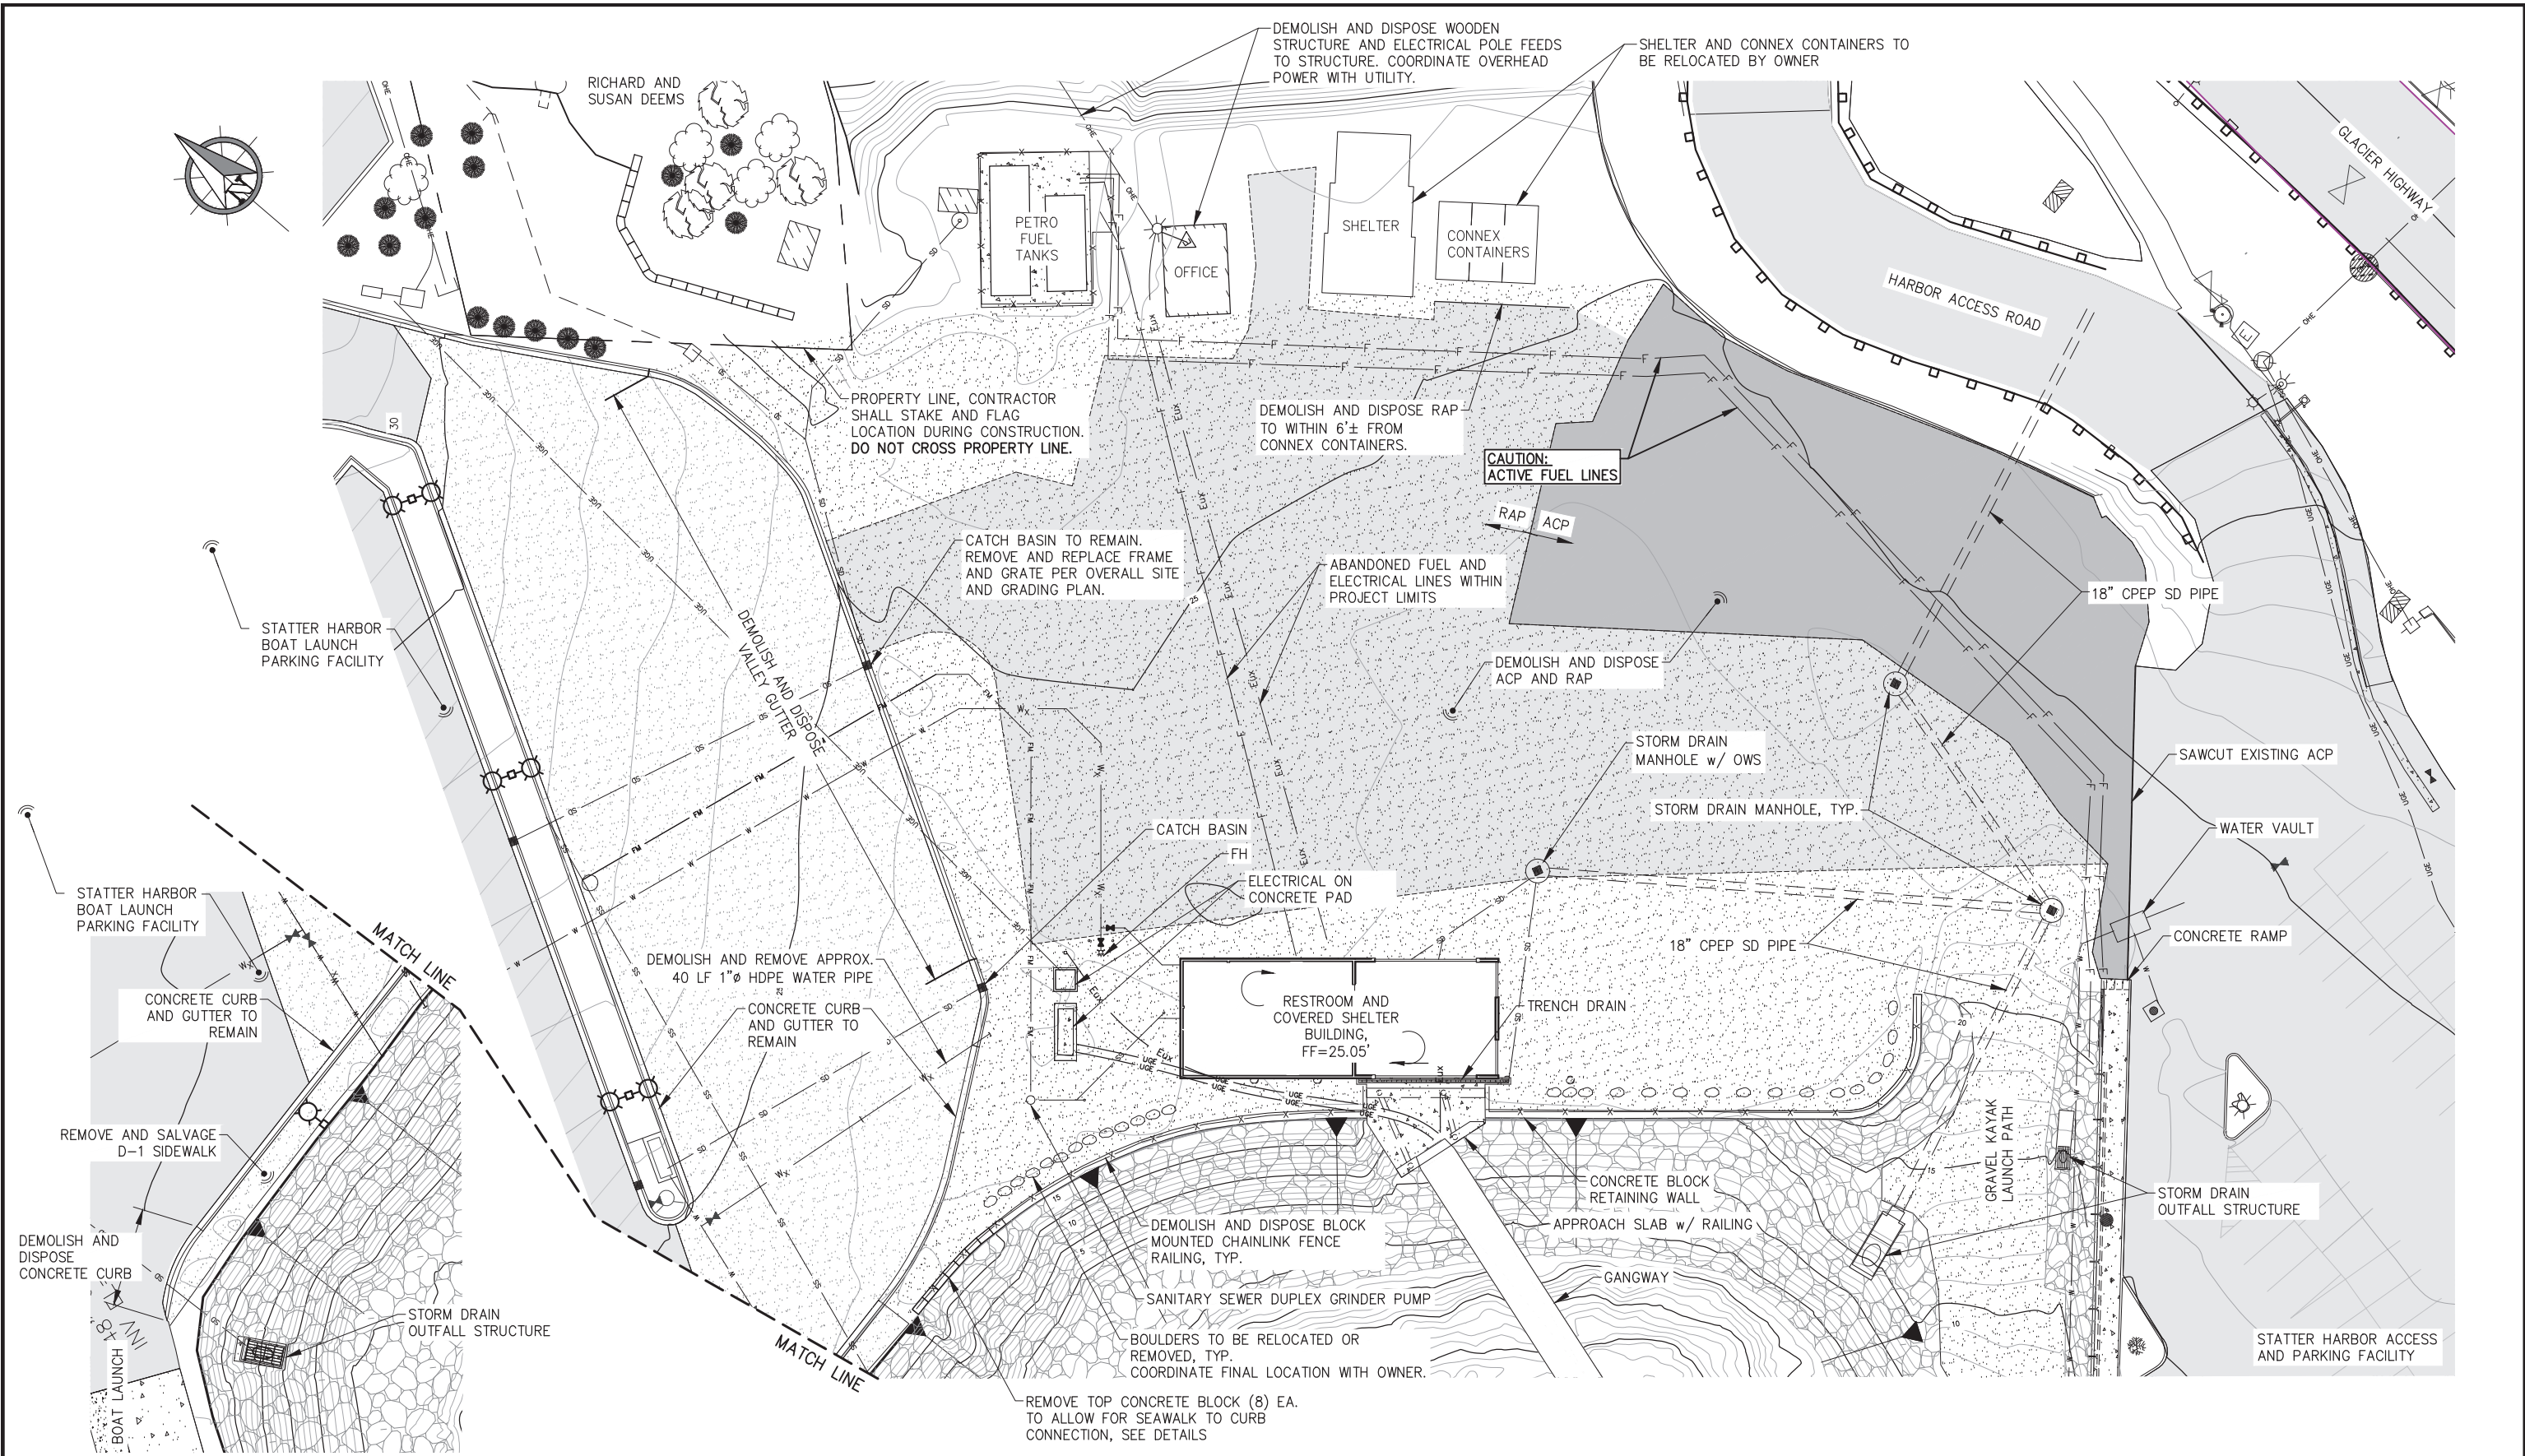 DEMOLISH AND DISPOSE WOODEN
STRUCTURE AND ELECTRICAL POLE FEEDS
TO STRUCTURE. COORDINATE OVERHEAD
POWER WITH UTILITY.
SHELTER AND CONNEX CONTAINERS TO
BE RELOCATED BY OWNER
RICHARD AND
SUSAN DEEMS
PETRO
FUEL
TANKS
OFFICE
SHELTER
CONNEX
CONTAINERS
GLACIER HIGHWAY
HARBOR ACCESS ROAD
30
PROPERTY LINE, CONTRACTOR
SHALL STAKE AND FLAG
LOCATION DURING CONSTRUCTION.
DO NOT CROSS PROPERTY LINE.
DEMOLISH AND DISPOSE RAP
TO WITHIN 6'± FROM
CONNEX CONTAINERS.
CAUTION:
ACTIVE FUEL LINES
RAP ACP
CATCH BASIN TO REMAIN.
REMOVE AND REPLACE FRAME
AND GRATE PER OVERALL SITE
AND GRADING PLAN.
ABANDONED FUEL AND
ELECTRICAL LINES WITHIN
PROJECT LIMITS
18" CPEP SD PIPE
STATTER HARBOR
BOAT LAUNCH
PARKING FACILITY
DEMOLISH AND DISPOSE
VALLEY GUTTER
DEMOLISH AND DISPOSE
ACP AND RAP
STORM DRAIN
MANHOLE w/ OWS
SAWCUT EXISTING ACP
STORM DRAIN MANHOLE, TYP.
WATER VAULT
CATCH BASIN
FH
ELECTRICAL ON
CONCRETE PAD
STATTER HARBOR
BOAT LAUNCH
PARKING FACILITY
MATCH LINE
18" CPEP SD PIPE
CONCRETE RAMP
DEMOLISH AND REMOVE APPROX.
40 LF 1"ø HDPE WATER PIPE
25
CONCRETE CURB
AND GUTTER TO
REMAIN
CONCRETE CURB
AND GUTTER TO
REMAIN
RESTROOM AND
COVERED SHELTER
BUILDING,
FF=25.05'
TRENCH DRAIN
20
GRAVEL KAYAK
LAUNCH PATH
REMOVE AND SALVAGE
D-1 SIDEWALK
15
CONCRETE BLOCK
RETAINING WALL
STORM DRAIN
OUTFALL STRUCTURE
15
10
5
DEMOLISH AND DISPOSE BLOCK
MOUNTED CHAINLINK FENCE
RAILING, TYP.
APPROACH SLAB w/ RAILING
DEMOLISH AND
DISPOSE
CONCRETE CURB
GANGWAY
SANITARY SEWER DUPLEX GRINDER PUMP
STORM DRAIN
OUTFALL STRUCTURE
BOULDERS TO BE RELOCATED OR
REMOVED, TYP.
COORDINATE FINAL LOCATION WITH OWNER.
10
STATTER HARBOR ACCESS
AND PARKING FACILITY
MATCH LINE
BOAT LAUNCH
REMOVE TOP CONCRETE BLOCK (8) EA.
TO ALLOW FOR SEAWALK TO CURB
CONNECTION, SEE DETAILS